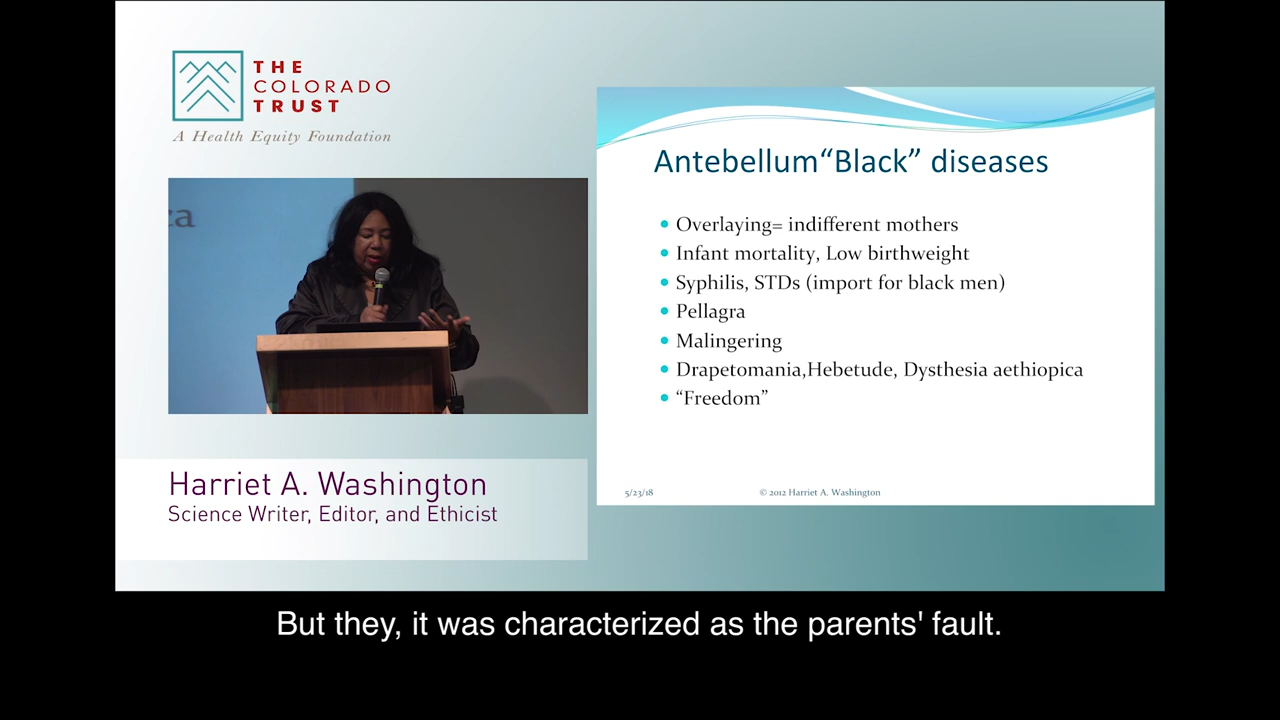 THE
COLORADO
TRUST
A Health Equity Foundation
ca
Harriet A. Washington
Science Writer, Editor, and Ethicist
Antebellum“Black” diseases
Overlaying= indifferent mothers
Infant mortality, Low birthweight
Syphilis, STDs (import for black men)
Pellagra
Malingering
Drapetomania,Hebetude, Dysthesia aethiopica
“Freedom”
5/23/18
© 2012 Harriet A. Washington
But they, it was characterized as the parents' fault.